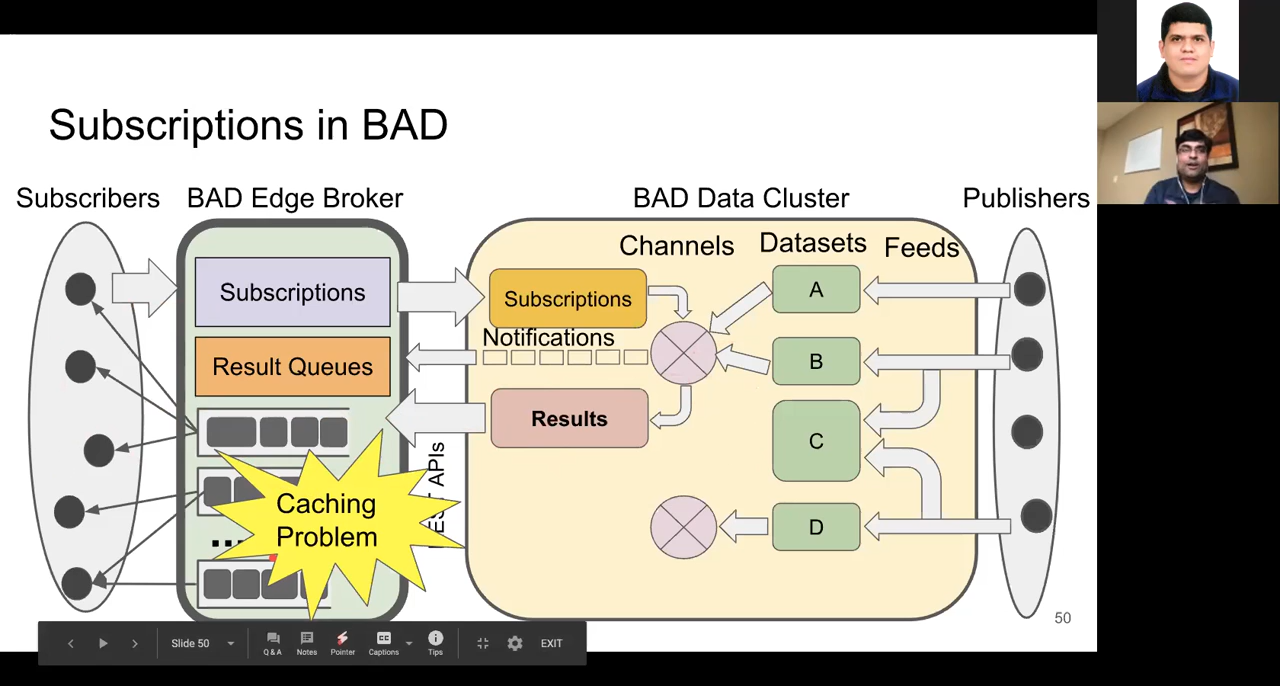 Subscriptions in BAD
Subscribers
BAD Edge Broker
BAD Data Cluster
Publishers
Channels
Datasets
Feeds
Subscriptions
Subscriptions
A
Notifications
Result Queues
B
Results
C
APIs
Caching
Problem
D
...
50
Slide 50
Q & A
Notes
Pointer
CC
Captions
Tips
EXIT